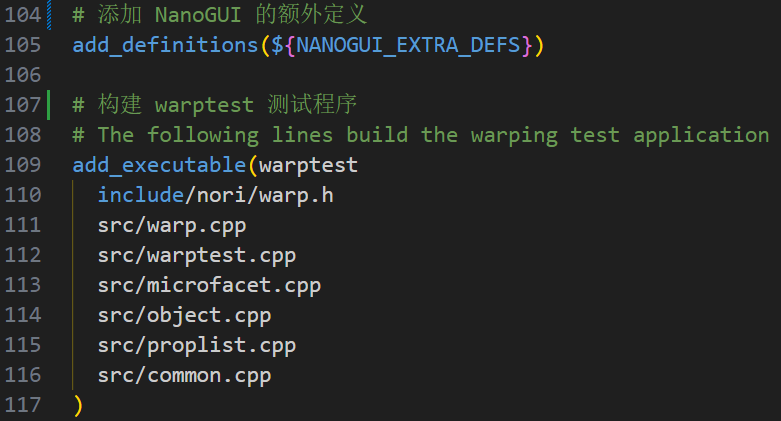 104 # 添加 NanoGUI 的额外定义
105 add_definitions(${NANOGUI_EXTRA_DEFS})
106
107 # 构建 warptest 测试程序
108 # The following lines build the warping test application
109 add_executable(warptest
110   include/nori/warp.h
111   src/warp.cpp
112   src/warptest.cpp
113   src/microfacet.cpp
114   src/object.cpp
115   src/proplist.cpp
116   src/common.cpp
117 )